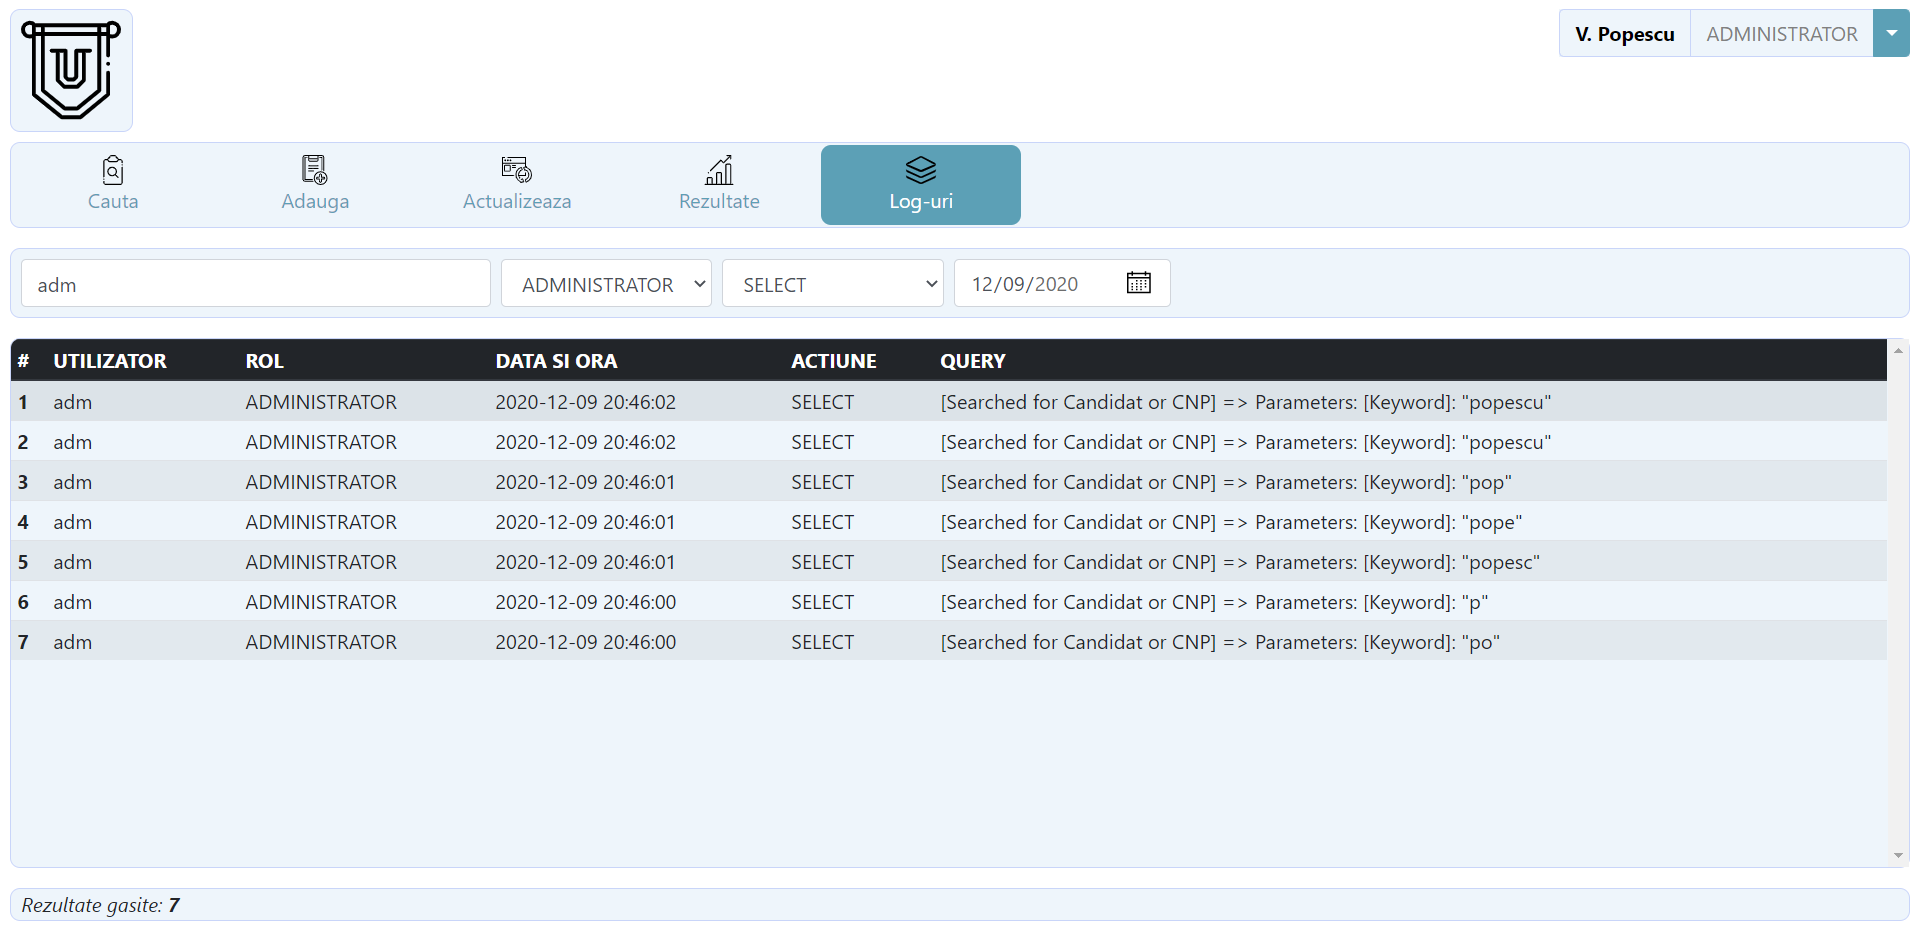 U
V. Popescu ADMINISTRATOR
Cauta Adauga Actualizeaza Rezultate Log-uri
adm ADMINISTRATOR SELECT 12/09/2020
# UTILIZATOR ROL DATA SI ORA ACTIUNE QUERY
1 adm ADMINISTRATOR 2020-12-09 20:46:02 SELECT [Searched for Candidat or CNP] => Parameters: [Keyword]: "popescu"
2 adm ADMINISTRATOR 2020-12-09 20:46:02 SELECT [Searched for Candidat or CNP] => Parameters: [Keyword]: "popescu"
3 adm ADMINISTRATOR 2020-12-09 20:46:01 SELECT [Searched for Candidat or CNP] => Parameters: [Keyword]: "pop"
4 adm ADMINISTRATOR 2020-12-09 20:46:01 SELECT [Searched for Candidat or CNP] => Parameters: [Keyword]: "pope"
5 adm ADMINISTRATOR 2020-12-09 20:46:01 SELECT [Searched for Candidat or CNP] => Parameters: [Keyword]: "popesc"
6 adm ADMINISTRATOR 2020-12-09 20:46:00 SELECT [Searched for Candidat or CNP] => Parameters: [Keyword]: "p"
7 adm ADMINISTRATOR 2020-12-09 20:46:00 SELECT [Searched for Candidat or CNP] => Parameters: [Keyword]: "po"
Rezultate gasite: 7